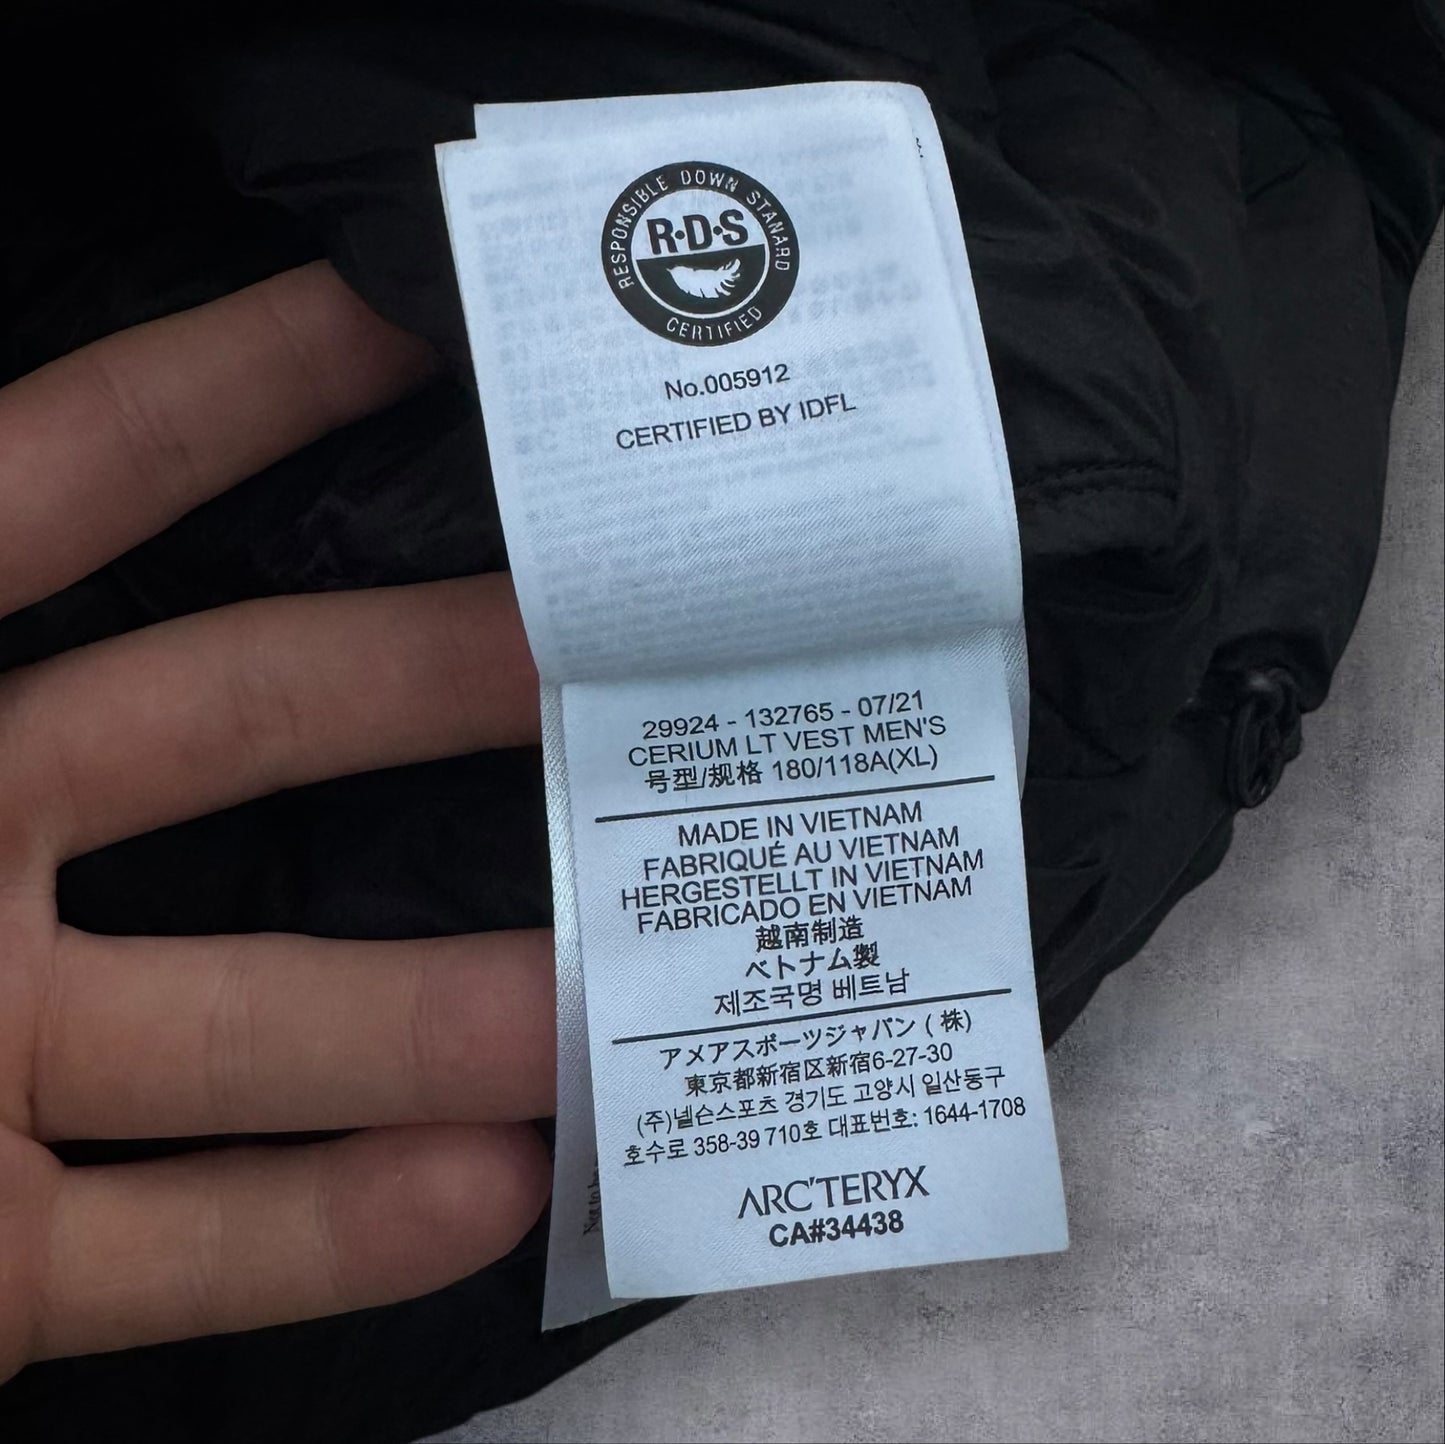 RESPONSIBLE DOWN STANARD
R·D·S
CERTIFIED
No.005912
CERTIFIED BY IDFL
29924 - 132765 - 07/21
CERIUM LT VEST MEN'S
号型/规格 180/118A(XL)
MADE IN VIETNAM
FABRIQUÉ AU VIETNAM
HERGESTELLT IN VIETNAM
FABRICADO EN VIETNAM
越南制造
ベトナム製
제조국명 베트남
アメアスポーツジャパン ( 株)
東京都新宿区新宿6-27-30
(주)넬슨스포츠 경기도 고양시 일산동구
호수로 358-39 710호 대표번호: 1644-1708
ARC'TERYX
CA#34438
Not to